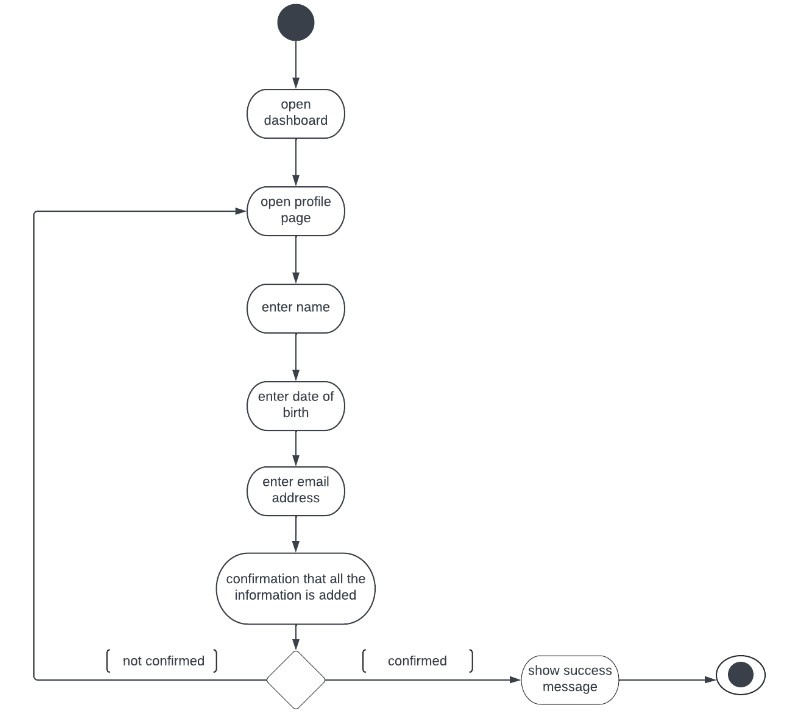 open
dashboard
open profile
page
enter name
enter date of
birth
enter email
address
confirmation that all the
information is added
[ not confirmed ]
[ confirmed ]
show success
message